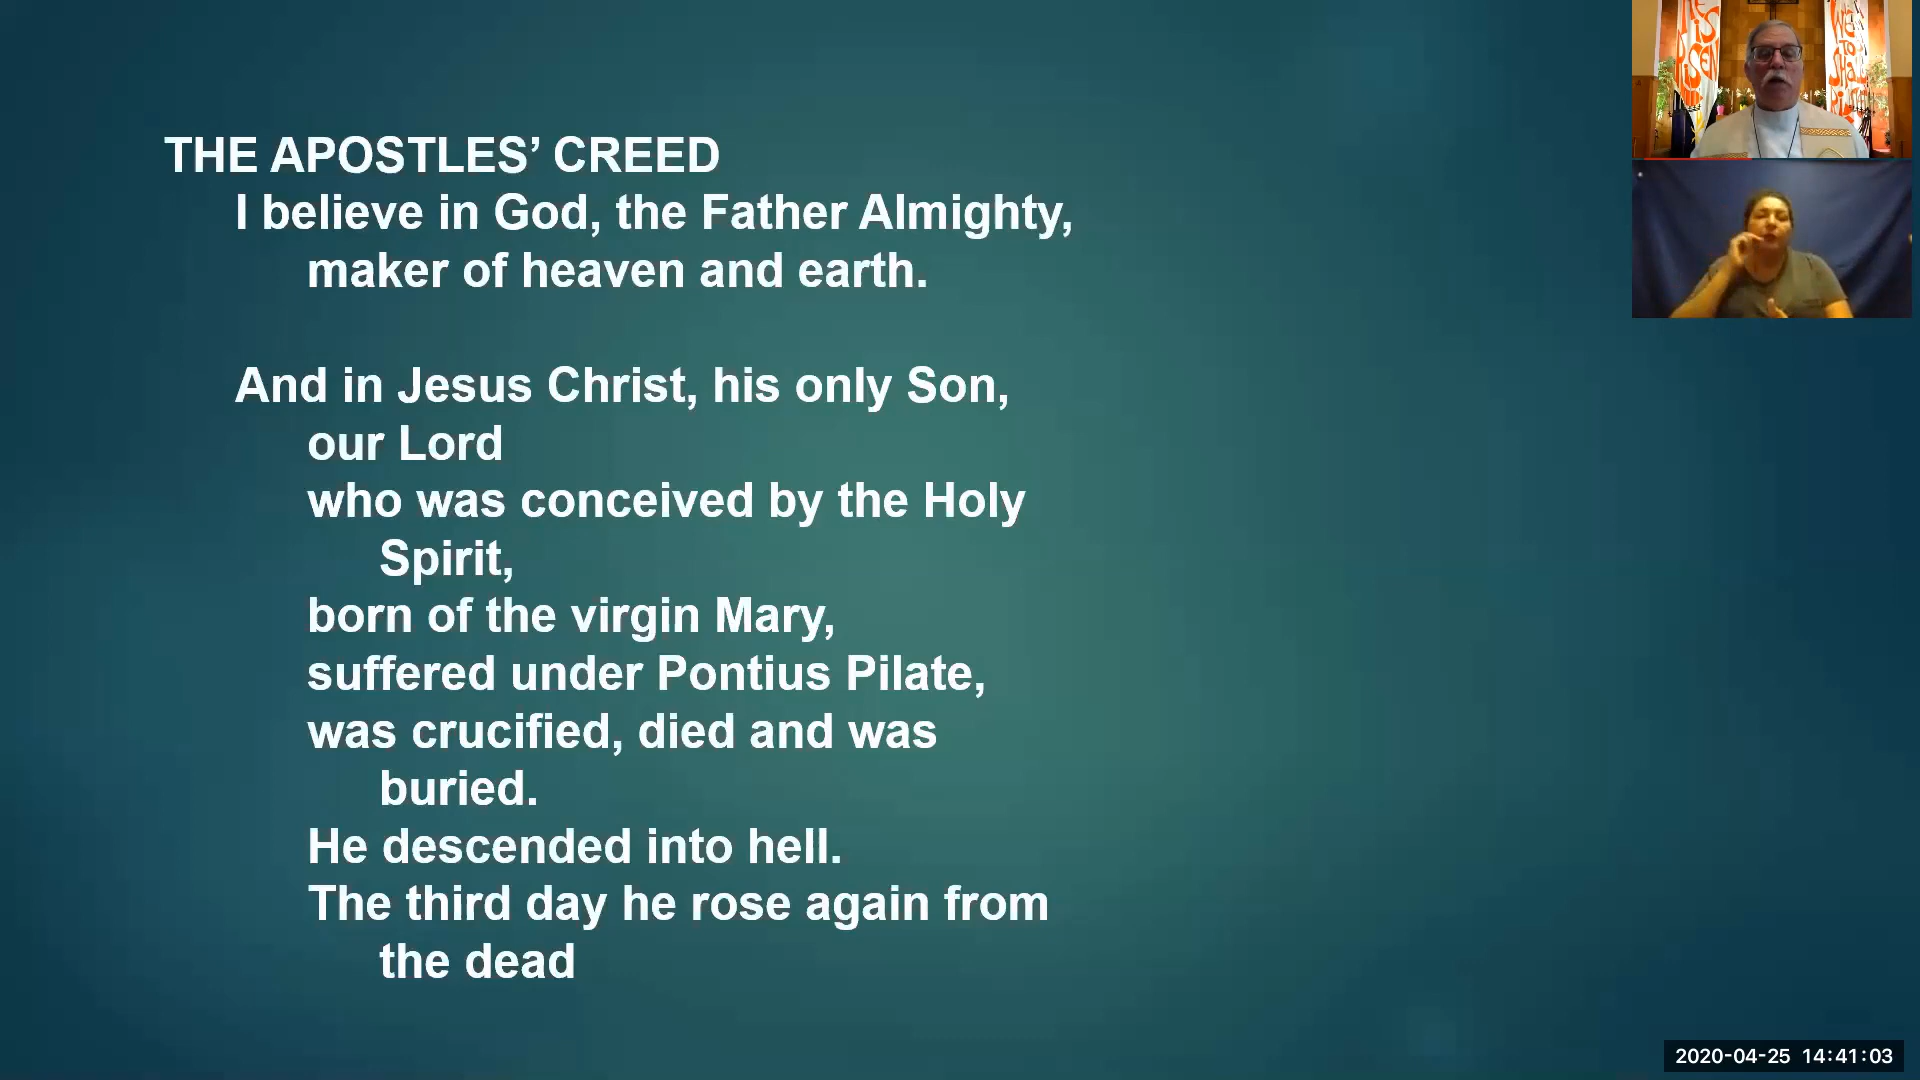 THE APOSTLES’ CREED
I believe in God, the Father Almighty,
maker of heaven and earth.
And in Jesus Christ, his only Son,
our Lord
who was conceived by the Holy
Spirit,
born of the virgin Mary,
suffered under Pontius Pilate,
was crucified, died and was
buried.
He descended into hell.
The third day he rose again from
the dead
IS
WE
TO
2020-04-25 14:41:03